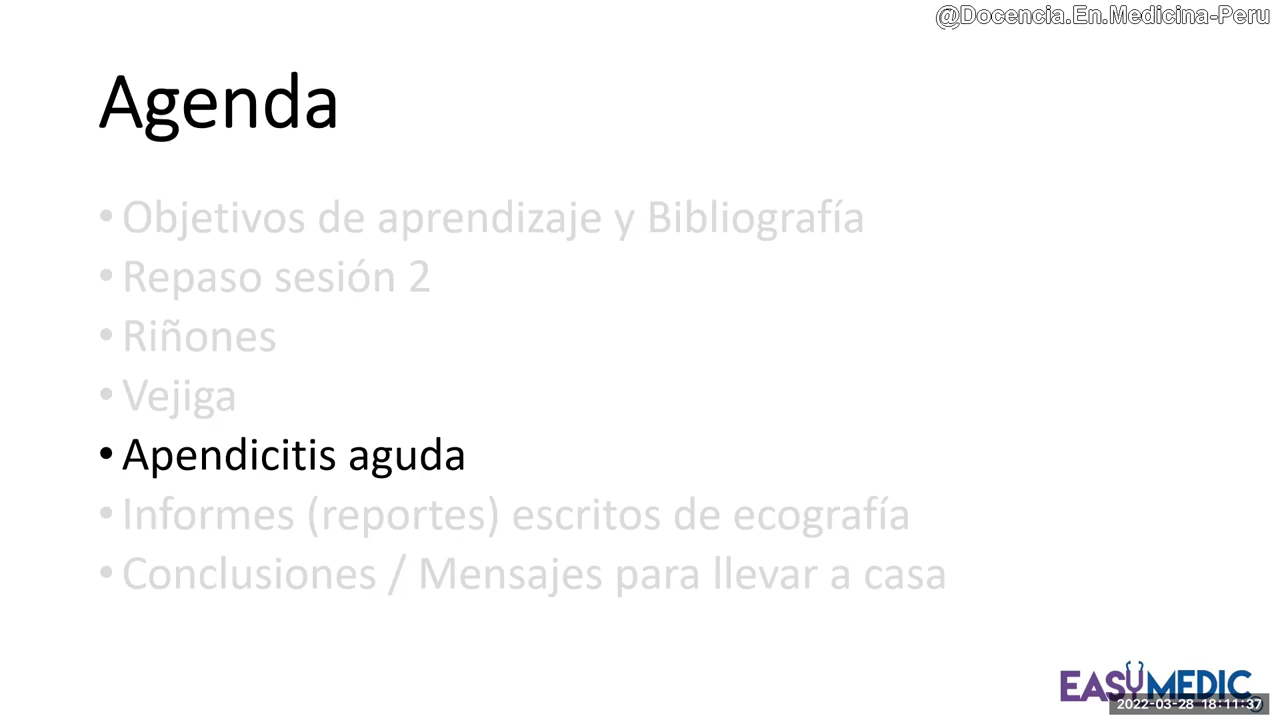 @Docencia.En.Medicina-Peru
Agenda
• Objetivos de aprendizaje y Bibliografía
• Repaso sesión 2
• Riñones
• Vejiga
• Apendicitis aguda
• Informes (reportes) escritos de ecografía
• Conclusiones / Mensajes para llevar a casa
EASYMEDIC
2022-03-28 18:11:37